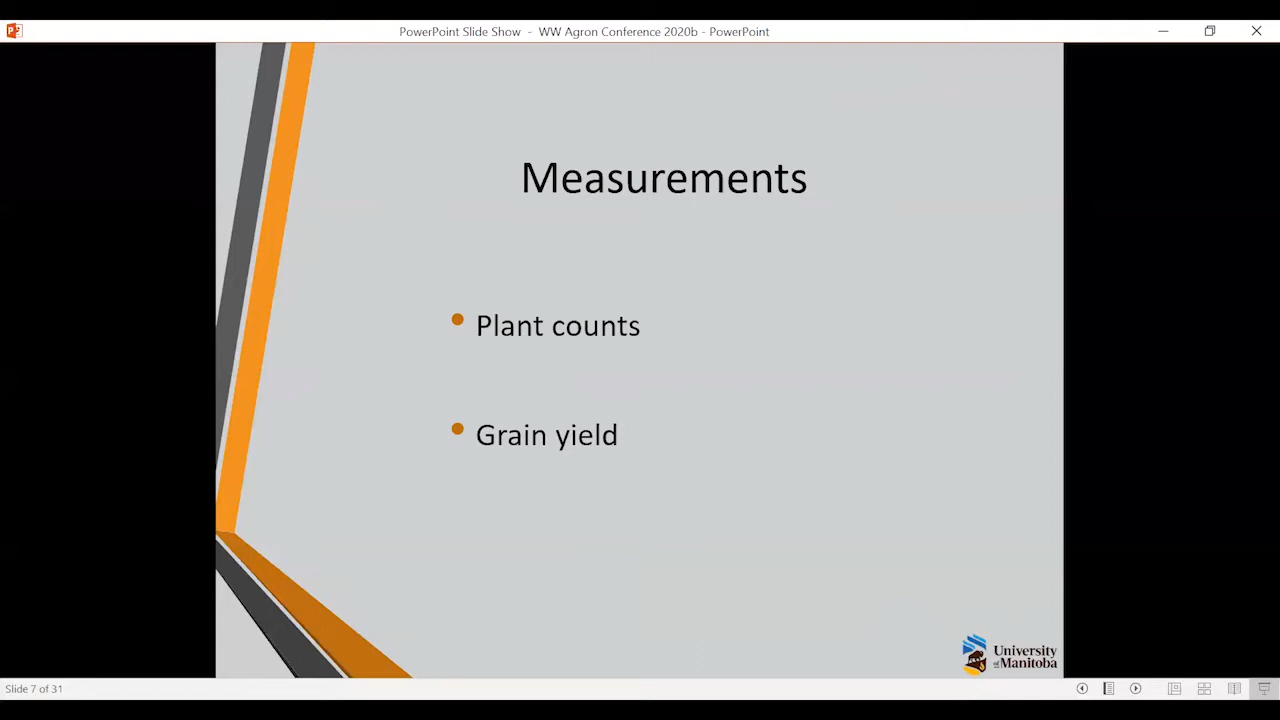 PowerPoint Slide Show - WW Agron Conference 2020b - PowerPoint
Measurements
• Plant counts
• Grain yield
University
of Manitoba
Slide 7 of 31